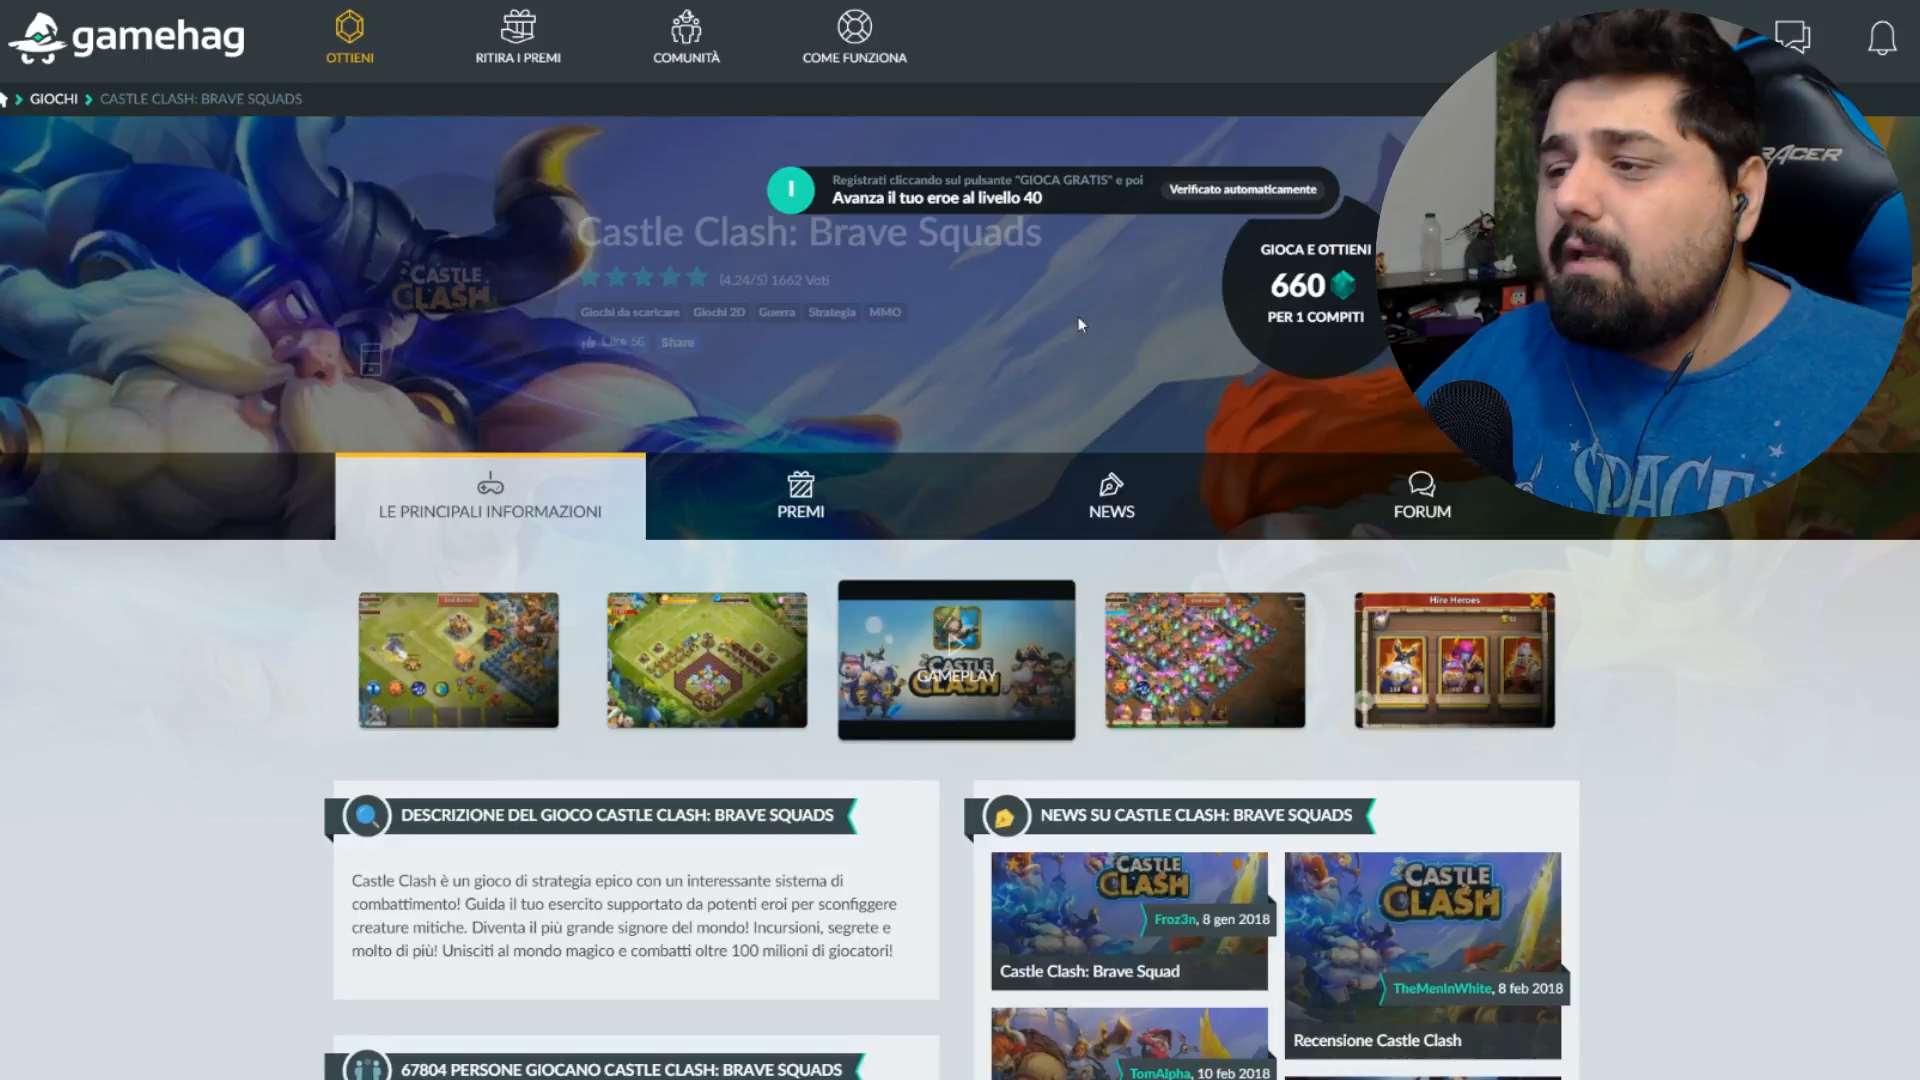 gamehag
OTTIENI
RITIRA I PREMI
COMUNITÀ
COME FUNZIONA
GIOCHI
CASTLE CLASH: BRAVE SQUADS
Registrati cliccando sul pulsante "GIOCA GRATIS" e poi
Avanza il tuo eroe al livello 40
Verificato automaticamente
Castle Clash: Brave Squads
(4.24/5) 1662 Voti
Giochi da scaricare
Giochi 2D
Guerra
Strategia
MMO
Like 56
Share
CASTLE
CLASH
GIOCA E OTTIENI
660
PER 1 COMPITI
SPACE
LE PRINCIPALI INFORMAZIONI
PREMI
NEWS
FORUM
CASTLE
CLASH
GAMEPLAY
Hire Heroes
DESCRIZIONE DEL GIOCO CASTLE CLASH: BRAVE SQUADS
Castle Clash è un gioco di strategia epico con un interessante sistema di
combattimento! Guida il tuo esercito supportato da potenti eroi per sconfiggere
creature mitiche. Diventa il più grande signore del mondo! Incursioni, segrete e
molto di più! Unisciti al mondo magico e combatti oltre 100 milioni di giocatori!
67804 PERSONE GIOCANO CASTLE CLASH: BRAVE SQUADS
NEWS SU CASTLE CLASH: BRAVE SQUADS
CASTLE
CLASH
Froz3n, 8 gen 2018
Castle Clash: Brave Squad
CASTLE
CLASH
TheMenInWhite, 8 feb 2018
Recensione Castle Clash
TomAlpha, 10 feb 2018